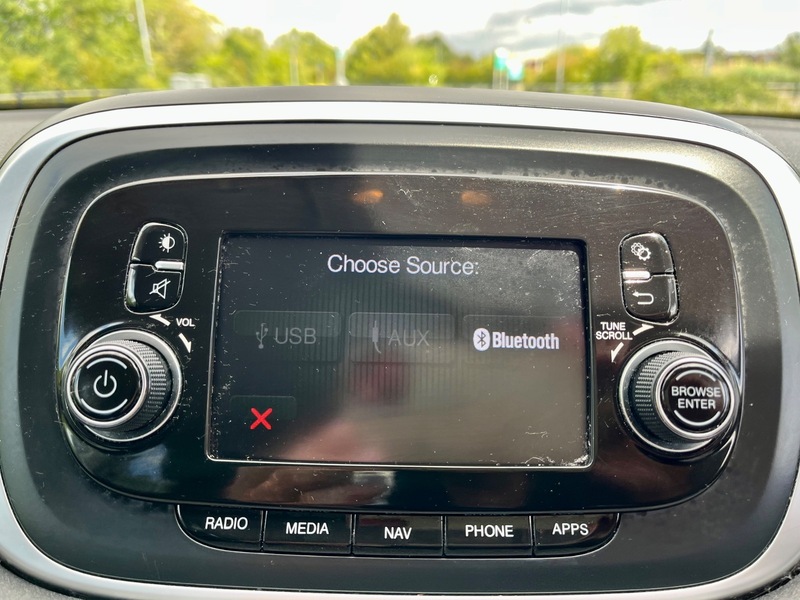 Choose Source:
USB
AUX
Bluetooth
VOL
TUNE
SCROLL
BROWSE
ENTER
RADIO
MEDIA
NAV
PHONE
APPS